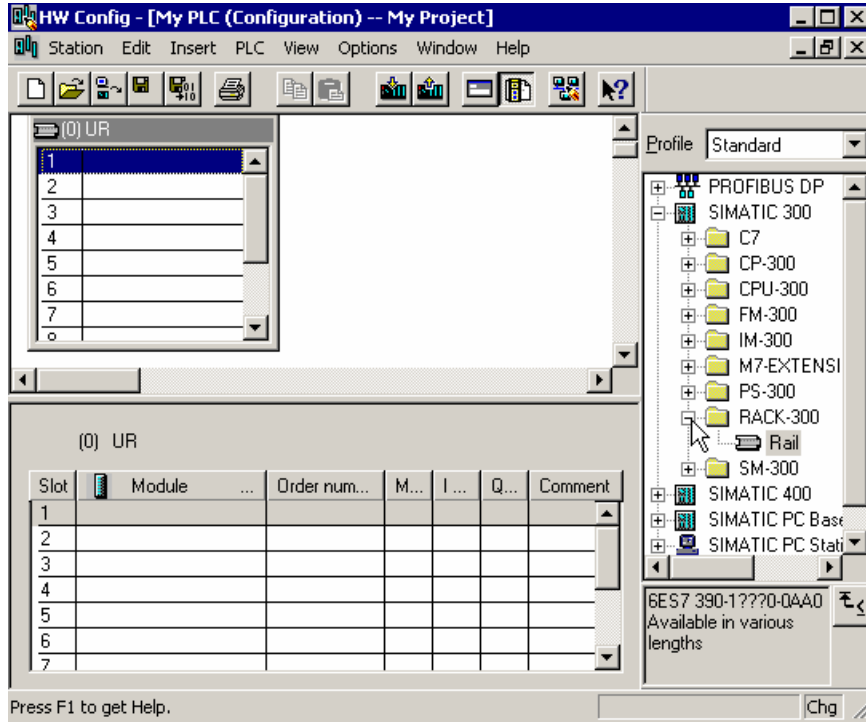 HW Config - [My PLC (Configuration) -- My Project]
Station Edit Insert PLC View Options Window Help
(0) UR
1
2
3
4
5
6
7
Profile Standard
PROFIBUS DP
SIMATIC 300
C7
CP-300
CPU-300
FM-300
IM-300
M7-EXTENSI
PS-300
RACK-300
Rail
SM-300
SIMATIC 400
SIMATIC PC Base
SIMATIC PC Stati
6ES7 390-1???0-0AA0
Available in various
lengths
(0) UR
Slot Module ... Order num... M... I ... Q... Comment
1
2
3
4
5
6
7
Press F1 to get Help.
Chg